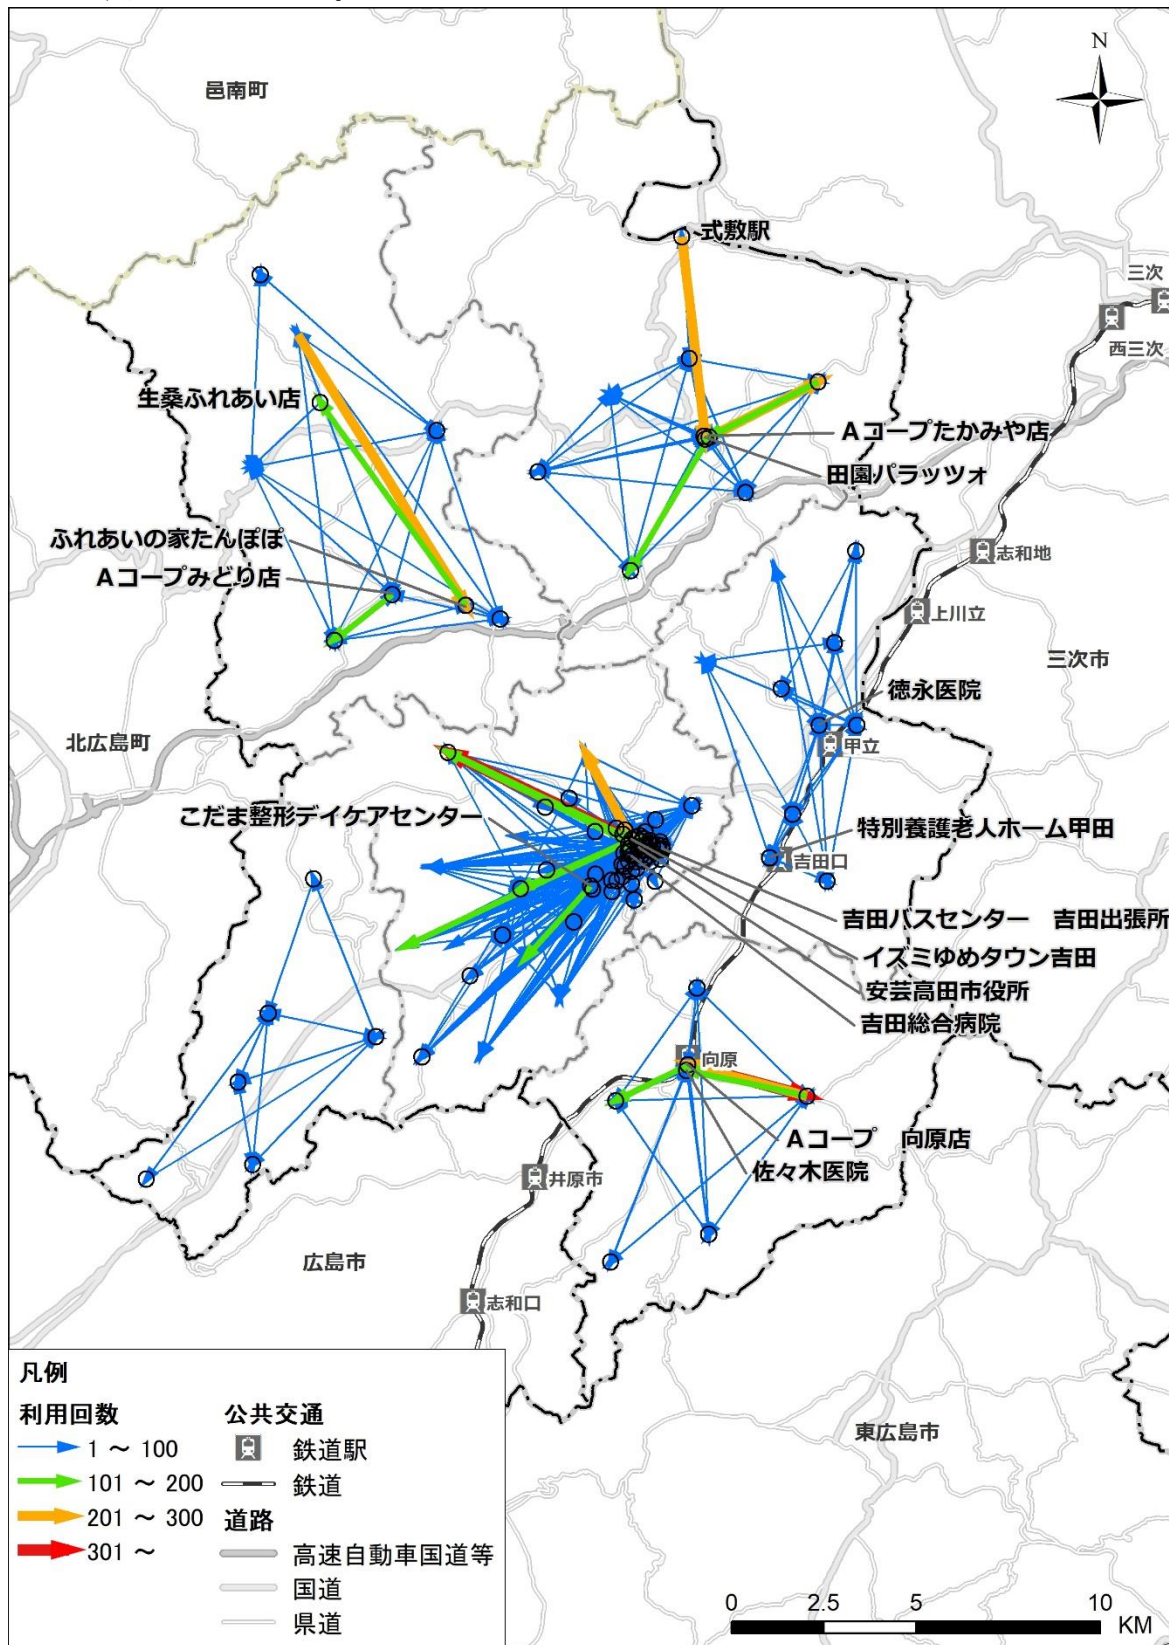 N
邑南町
式敷駅
三次
西三次
生桑ふれあい店
Aコープたかみや店
田園パラッツォ
ふれあいの家たんぽぽ
Aコープみどり店
志和地
上川立
三次市
徳永医院
北広島町
甲立
こだま整形デイケアセンター
特別養護老人ホーム甲田
吉田口
吉田バスセンター　吉田出張所
イズミゆめタウン吉田
安芸高田市役所
吉田総合病院
向原
Aコープ　向原店
佐々木医院
井原市
広島市
志和口
東広島市
凡例
利用回数
1 ～ 100
101 ～ 200
201 ～ 300
301 ～
公共交通
鉄道駅
鉄道
道路
高速自動車国道等
国道
県道
0 2.5 5 10
KM